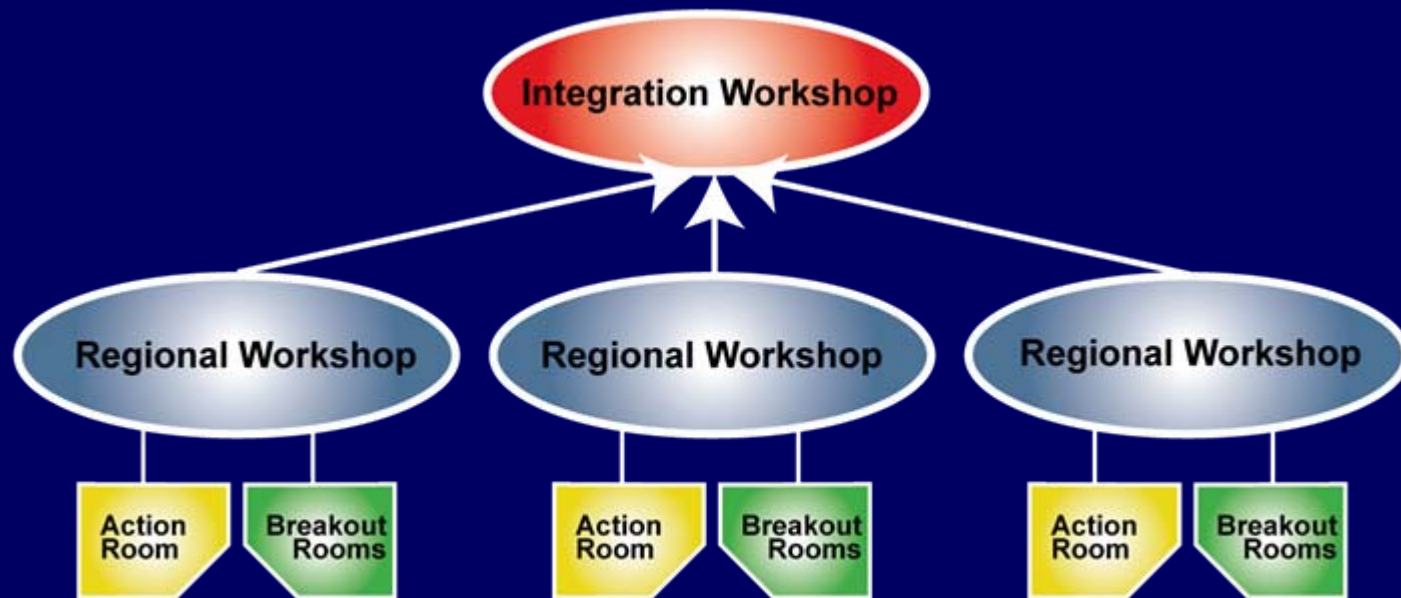 Integration Workshop
Regional Workshop
Regional Workshop
Regional Workshop
Action
Room
Breakout
Rooms
Action
Room
Breakout
Rooms
Action
Room
Breakout
Rooms